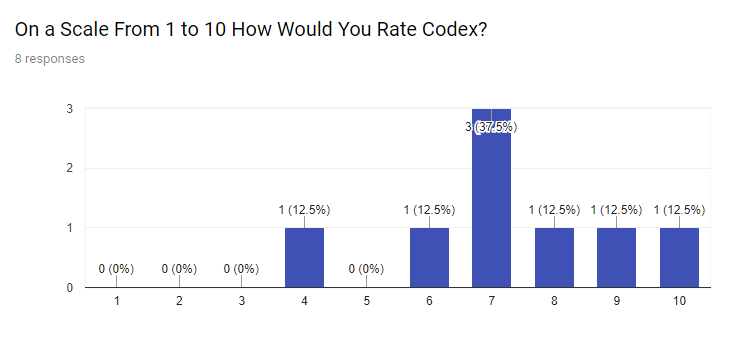 On a Scale From 1 to 10 How Would You Rate Codex?
8 responses
3
3 (37.5%)
2
1 (12.5%) 1 (12.5%) 1 (12.5%) 1 (12.5%) 1 (12.5%)
1
0 (0%) 0 (0%) 0 (0%) 0 (0%)
0
1 2 3 4 5 6 7 8 9 10